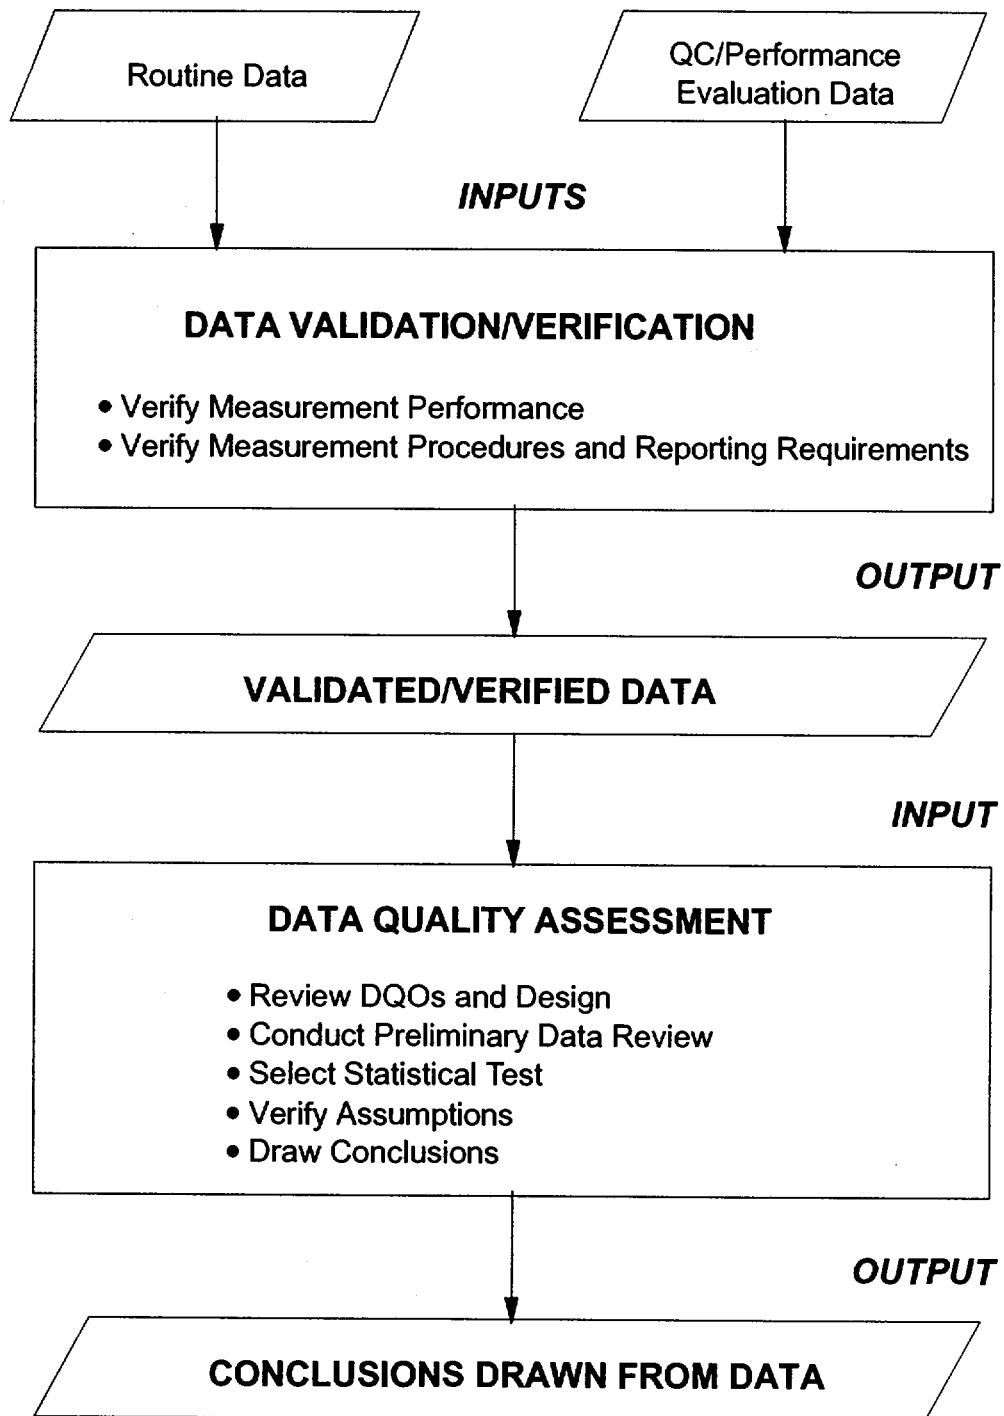 Routine Data
QC/Performance
Evaluation Data
INPUTS
DATA VALIDATION/VERIFICATION
• Verify Measurement Performance
• Verify Measurement Procedures and Reporting Requirements
OUTPUT
VALIDATED/VERIFIED DATA
INPUT
DATA QUALITY ASSESSMENT
• Review DQOs and Design
• Conduct Preliminary Data Review
• Select Statistical Test
• Verify Assumptions
• Draw Conclusions
OUTPUT
CONCLUSIONS DRAWN FROM DATA